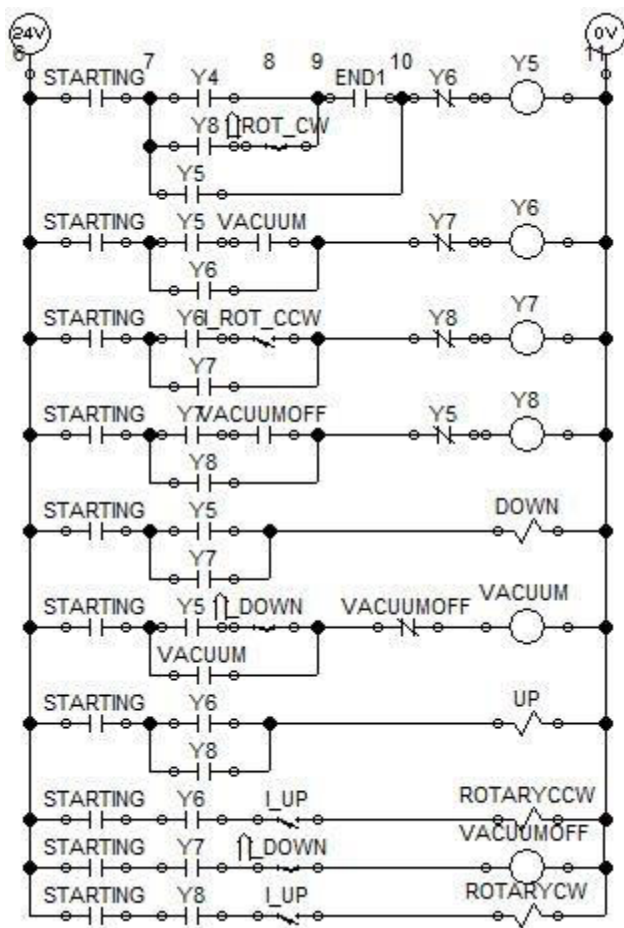 24V 0V
6 7 8 9 10 11
STARTING Y4 END1 Y6 Y5
Y8 ROT_CW
Y5
STARTING Y5 VACUUM Y7 Y6
Y6
STARTING Y6 I_ROT_CCW Y8 Y7
Y7
STARTING Y7 VACUUMOFF Y5 Y8
Y8
STARTING Y5 DOWN
Y7
STARTING Y5 _DOWN VACUUMOFF VACUUM
VACUUM
STARTING Y6 UP
Y8
STARTING Y6 I_UP ROTARYCCW
STARTING Y7 _DOWN VACUUMOFF
STARTING Y8 I_UP ROTARYCW